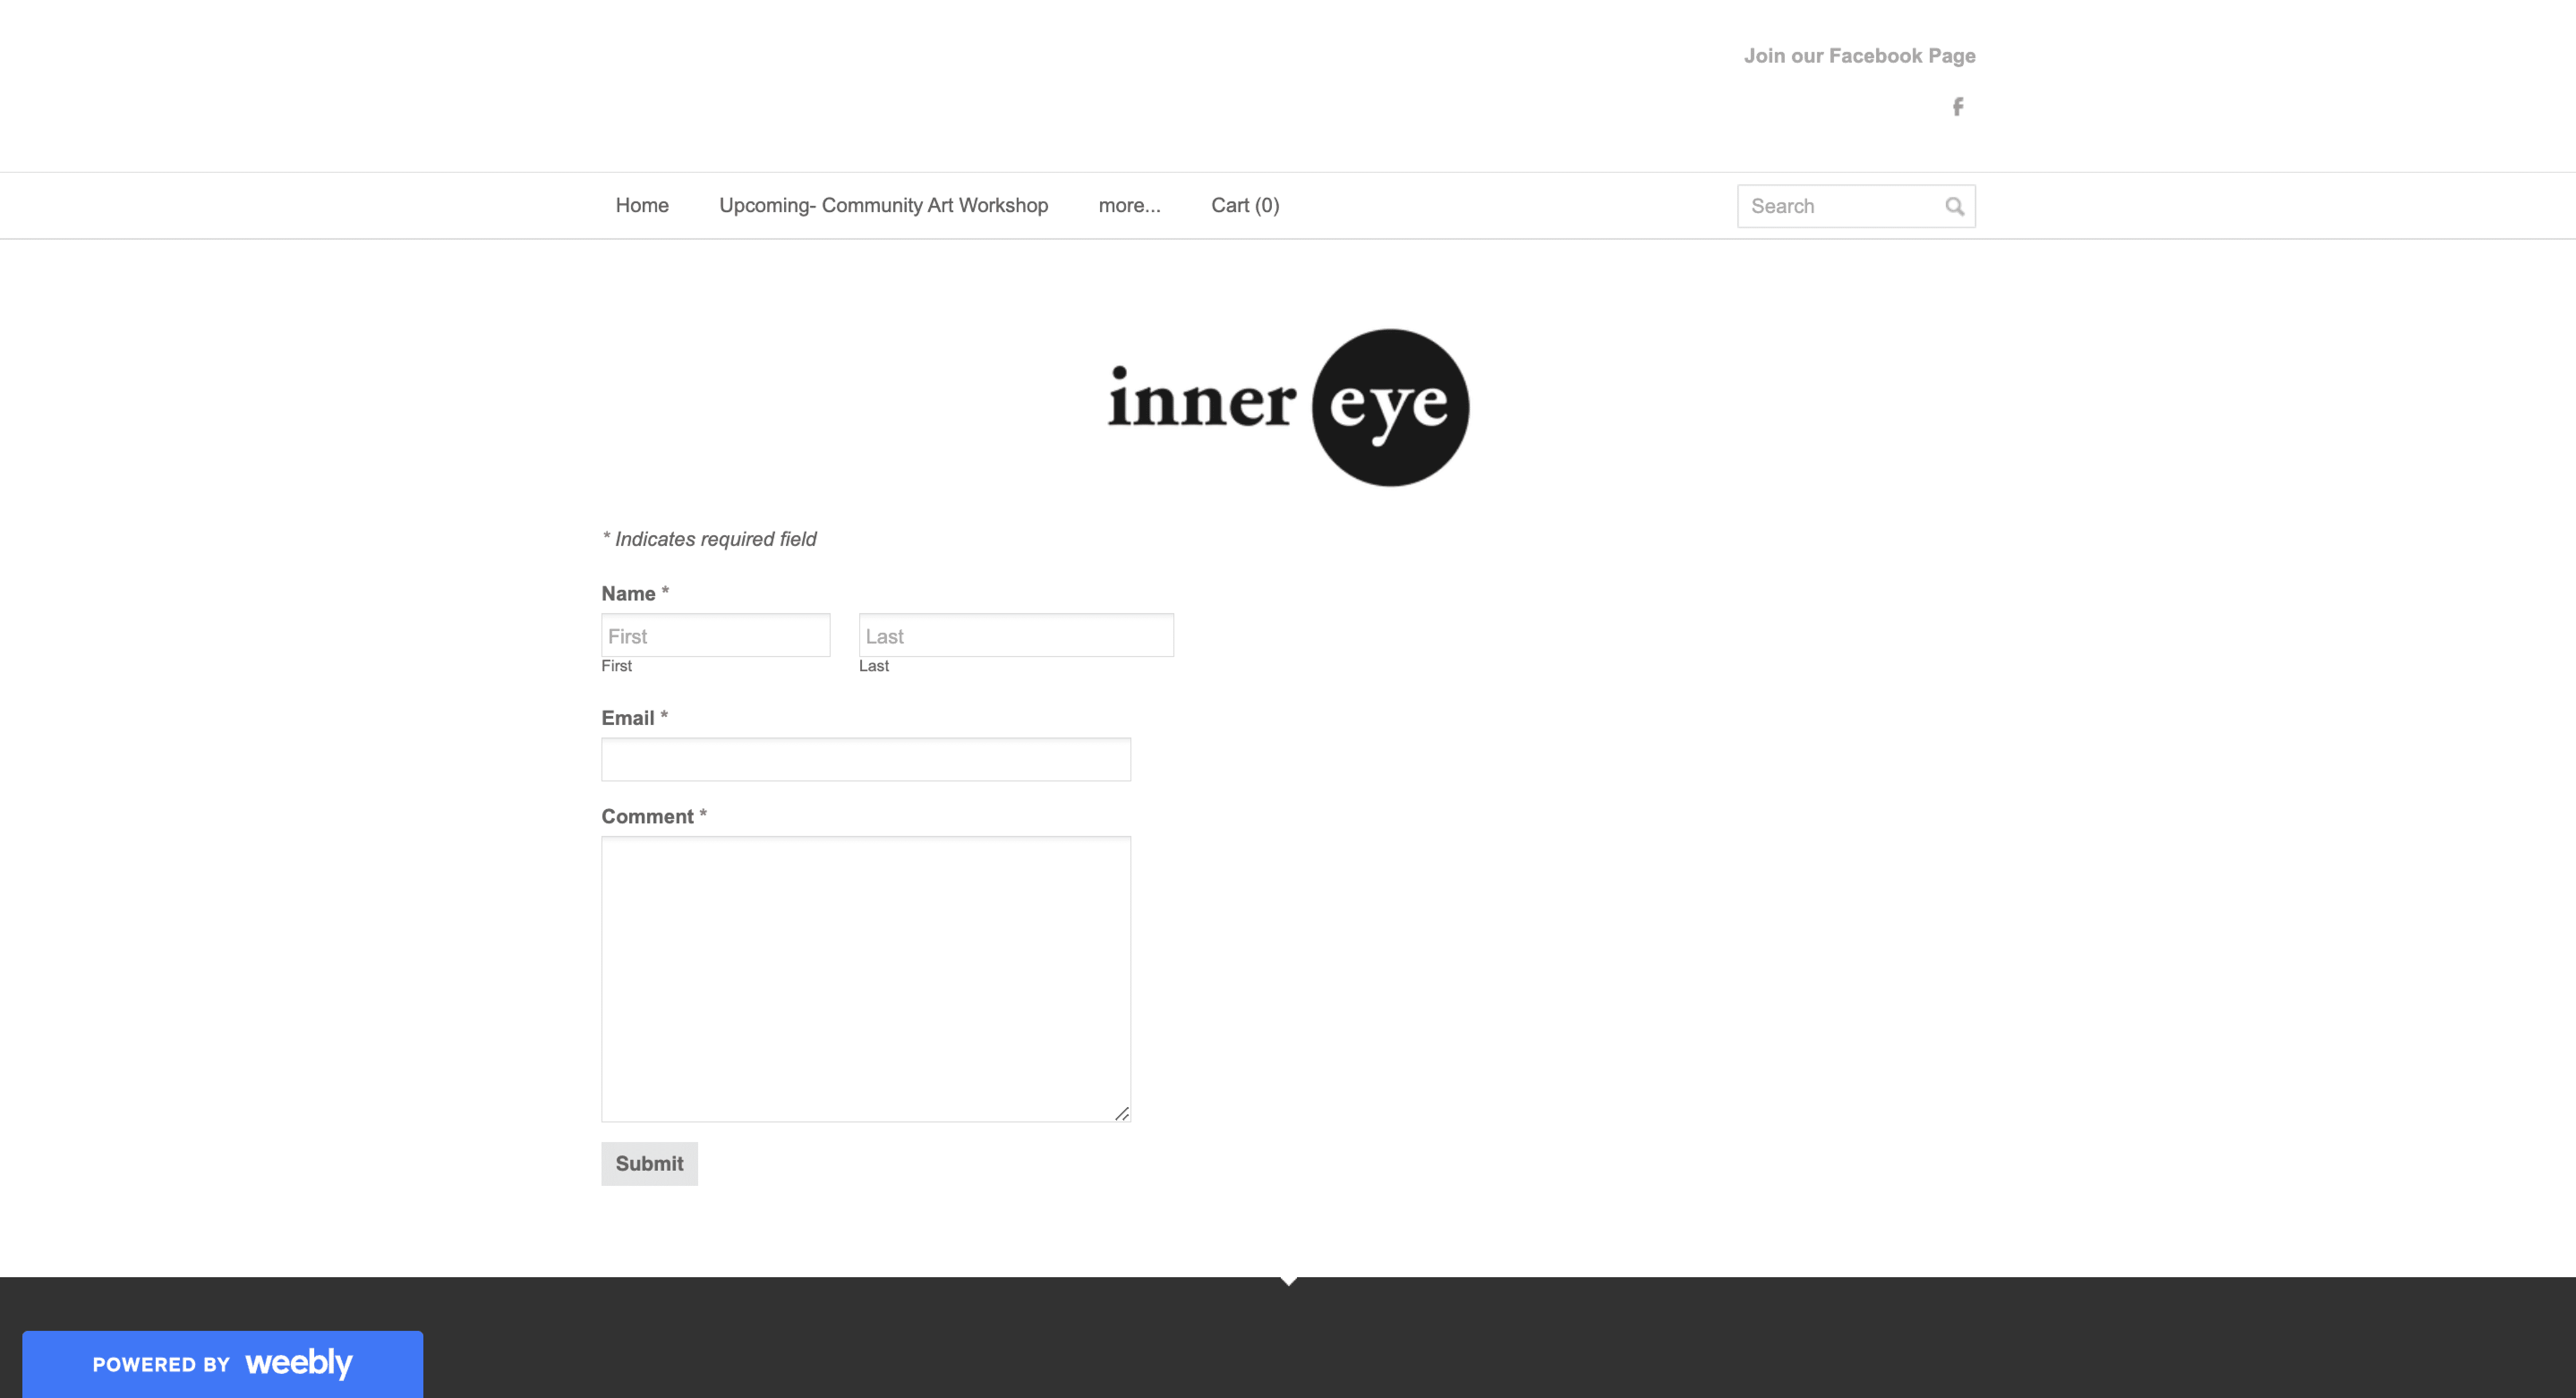 Join our Facebook Page
Home Upcoming- Community Art Workshop more... Cart (0) Search
inner eye
* Indicates required field
Name *
First Last
First Last
Email *
Comment *
Submit
POWERED BY weebly